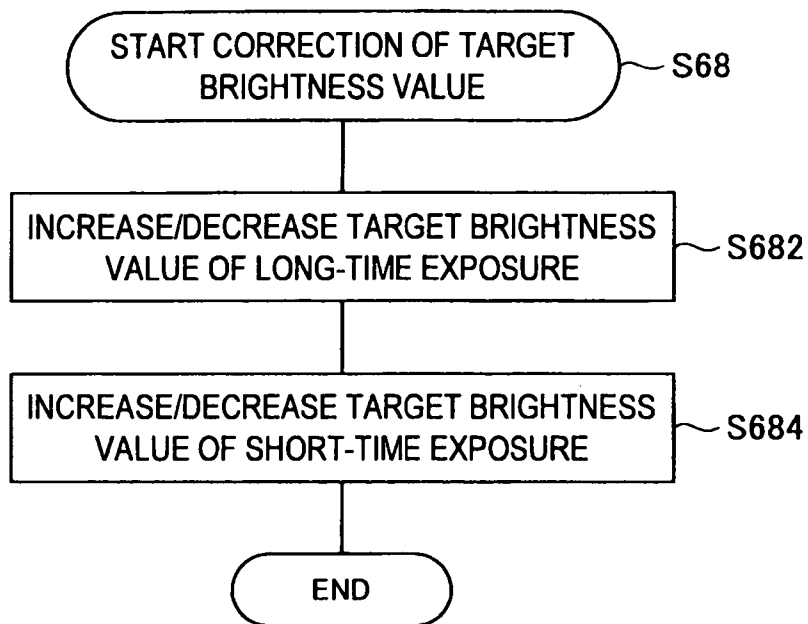 START CORRECTION OF TARGET
BRIGHTNESS VALUE
S68
INCREASE/DECREASE TARGET BRIGHTNESS
VALUE OF LONG-TIME EXPOSURE
S682
INCREASE/DECREASE TARGET BRIGHTNESS
VALUE OF SHORT-TIME EXPOSURE
S684
END